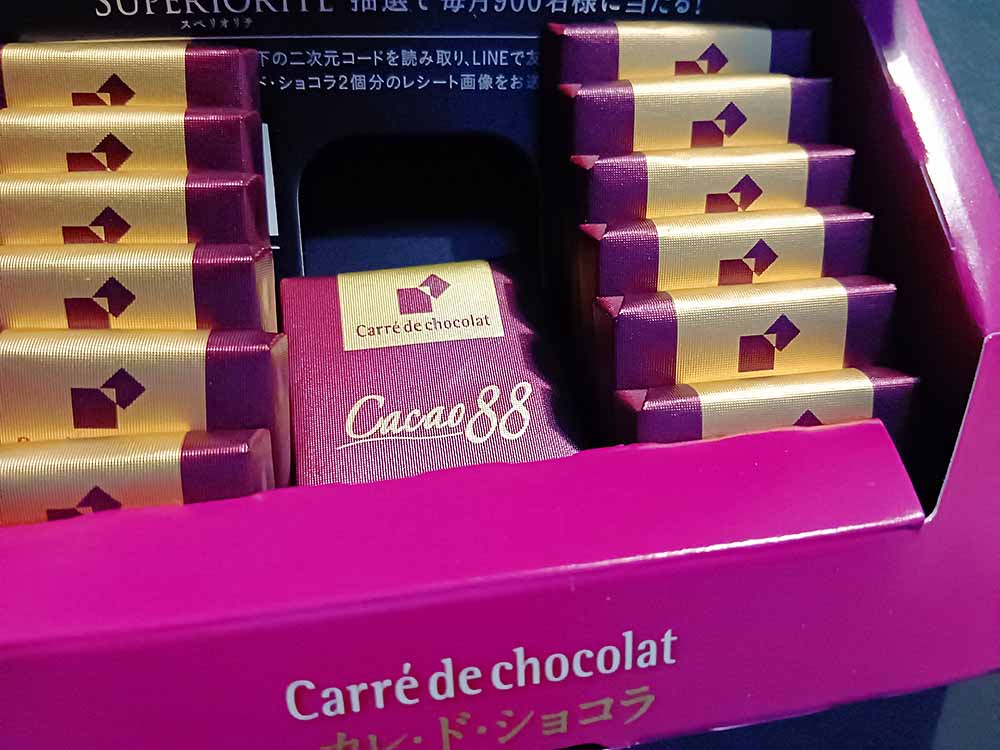 SUPERIORITÉ 抽選で毎月900名様に当たる!
スペリオリテ
下の二次元コードを読み取り、LINEで友
ド・ショコラ2個分のレシート画像をお送
Carré de chocolat
Cacao88
Carré de chocolat
カレ・ド・ショコラ